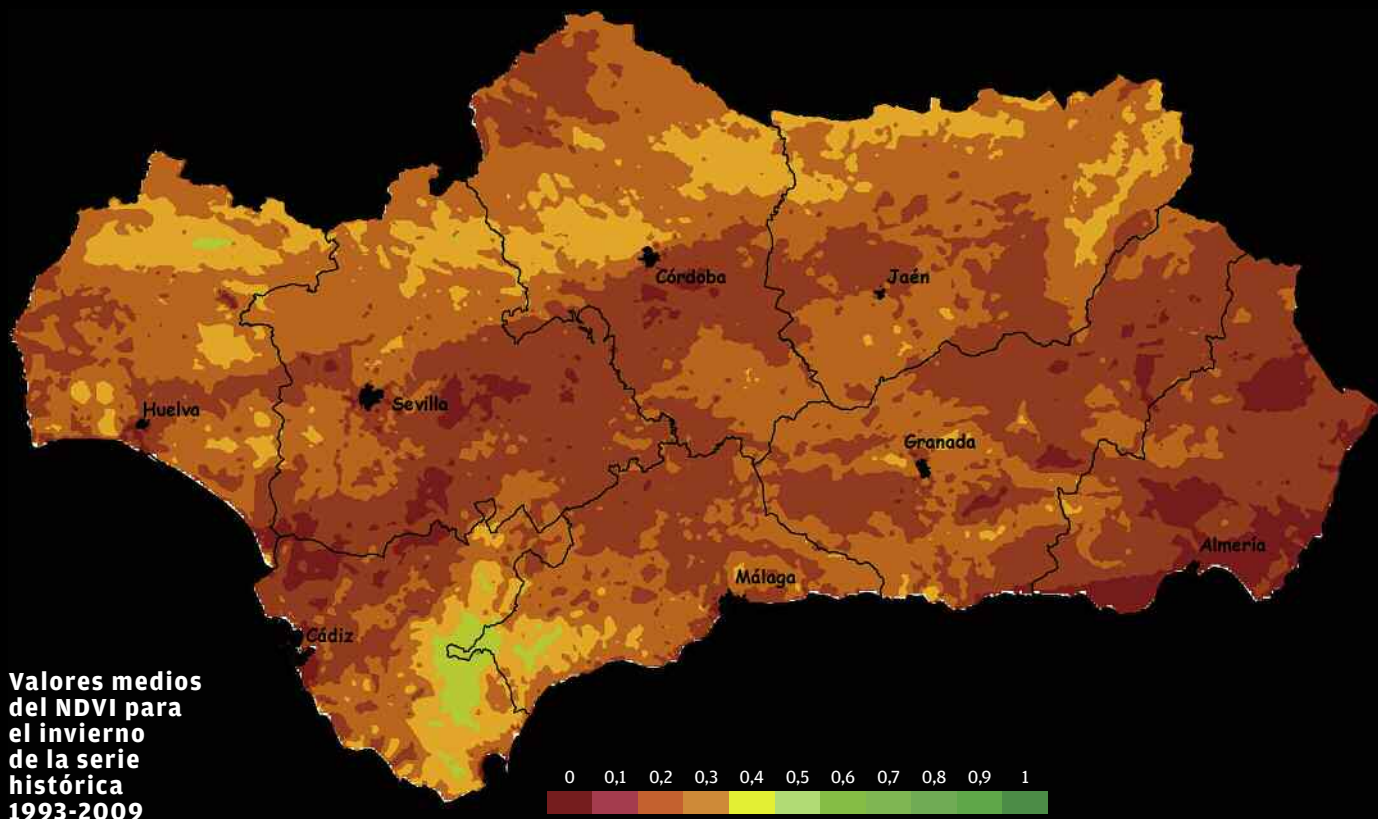 Córdoba
Jaén
Huelva
Sevilla
Granada
Almería
Málaga
Cádiz
Valores medios
del NDVI para
el invierno
de la serie
histórica
1993-2009
0 0,1 0,2 0,3 0,4 0,5 0,6 0,7 0,8 0,9 1